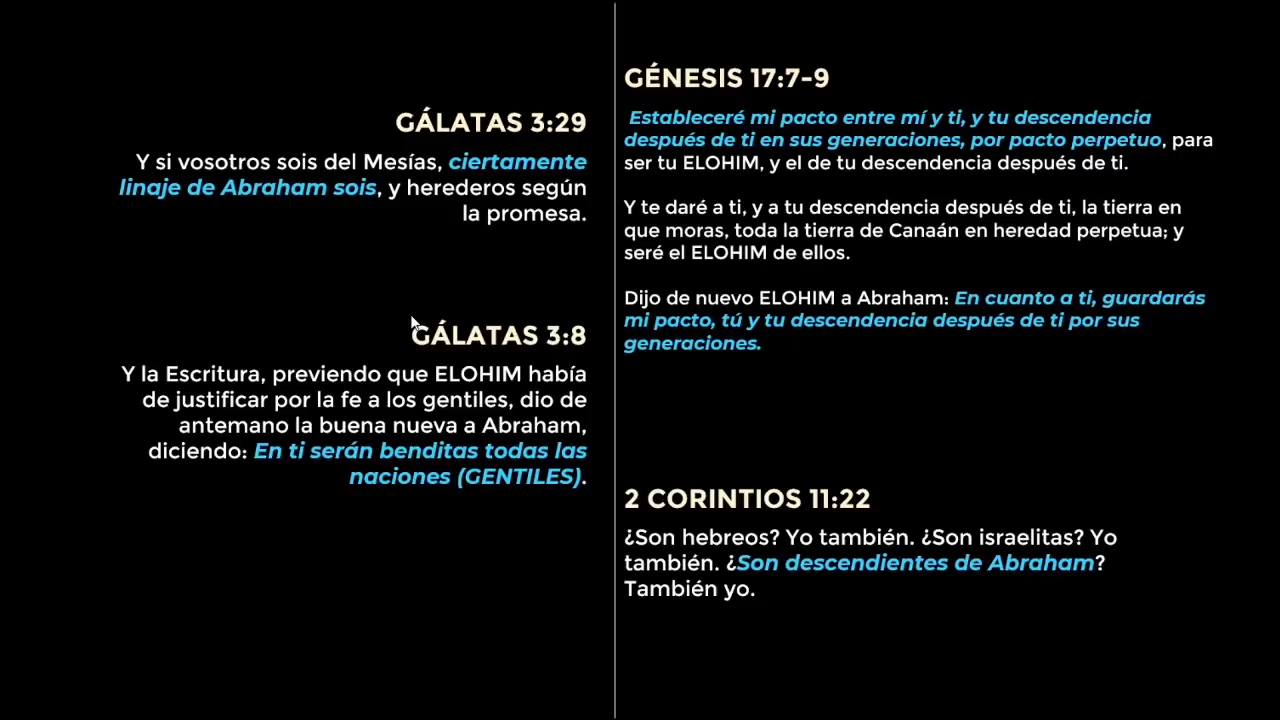 GÁLATAS 3:29
Y si vosotros sois del Mesías, ciertamente
linaje de Abraham sois, y herederos según
la promesa.
GÁLATAS 3:8
Y la Escritura, previendo que ELOHIM había
de justificar por la fe a los gentiles, dio de
antemano la buena nueva a Abraham,
diciendo: En ti serán benditas todas las
naciones (GENTILES).
GÉNESIS 17:7-9
Estableceré mi pacto entre mí y ti, y tu descendencia
después de ti en sus generaciones, por pacto perpetuo, para
ser tu ELOHIM, y el de tu descendencia después de ti.
Y te daré a ti, y a tu descendencia después de ti, la tierra en
que moras, toda la tierra de Canaán en heredad perpetua; y
seré el ELOHIM de ellos.
Dijo de nuevo ELOHIM a Abraham: En cuanto a ti, guardarás
mi pacto, tú y tu descendencia después de ti por sus
generaciones.
2 CORINTIOS 11:22
¿Son hebreos? Yo también. ¿Son israelitas? Yo
también. ¿Son descendientes de Abraham?
También yo.